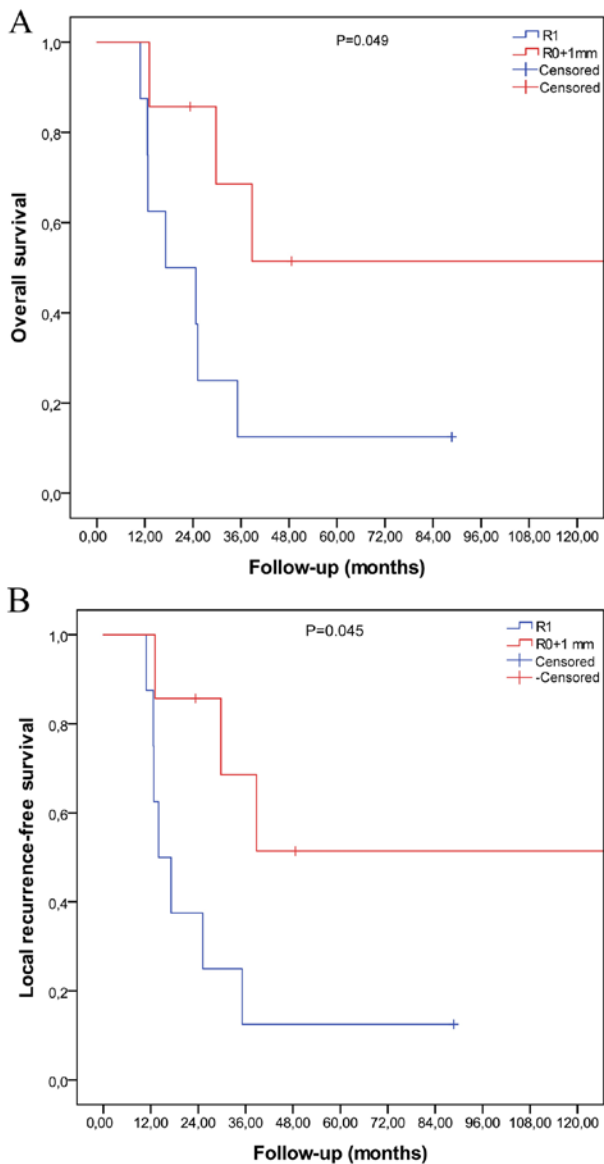 A
P=0.049
R1
R0+1mm
Censored
Censored
Overall survival
1,0
0,8
0,6
0,4
0,2
0,0
0,00 12,00 24,00 36,00 48,00 60,00 72,00 84,00 96,00 108,00 120,00
Follow-up (months)
B
P=0.045
R1
R0+1 mm
Censored
-Censored
Local recurrence-free survival
1,0
0,8
0,6
0,4
0,2
0,0
0,00 12,00 24,00 36,00 48,00 60,00 72,00 84,00 96,00 108,00 120,00
Follow-up (months)